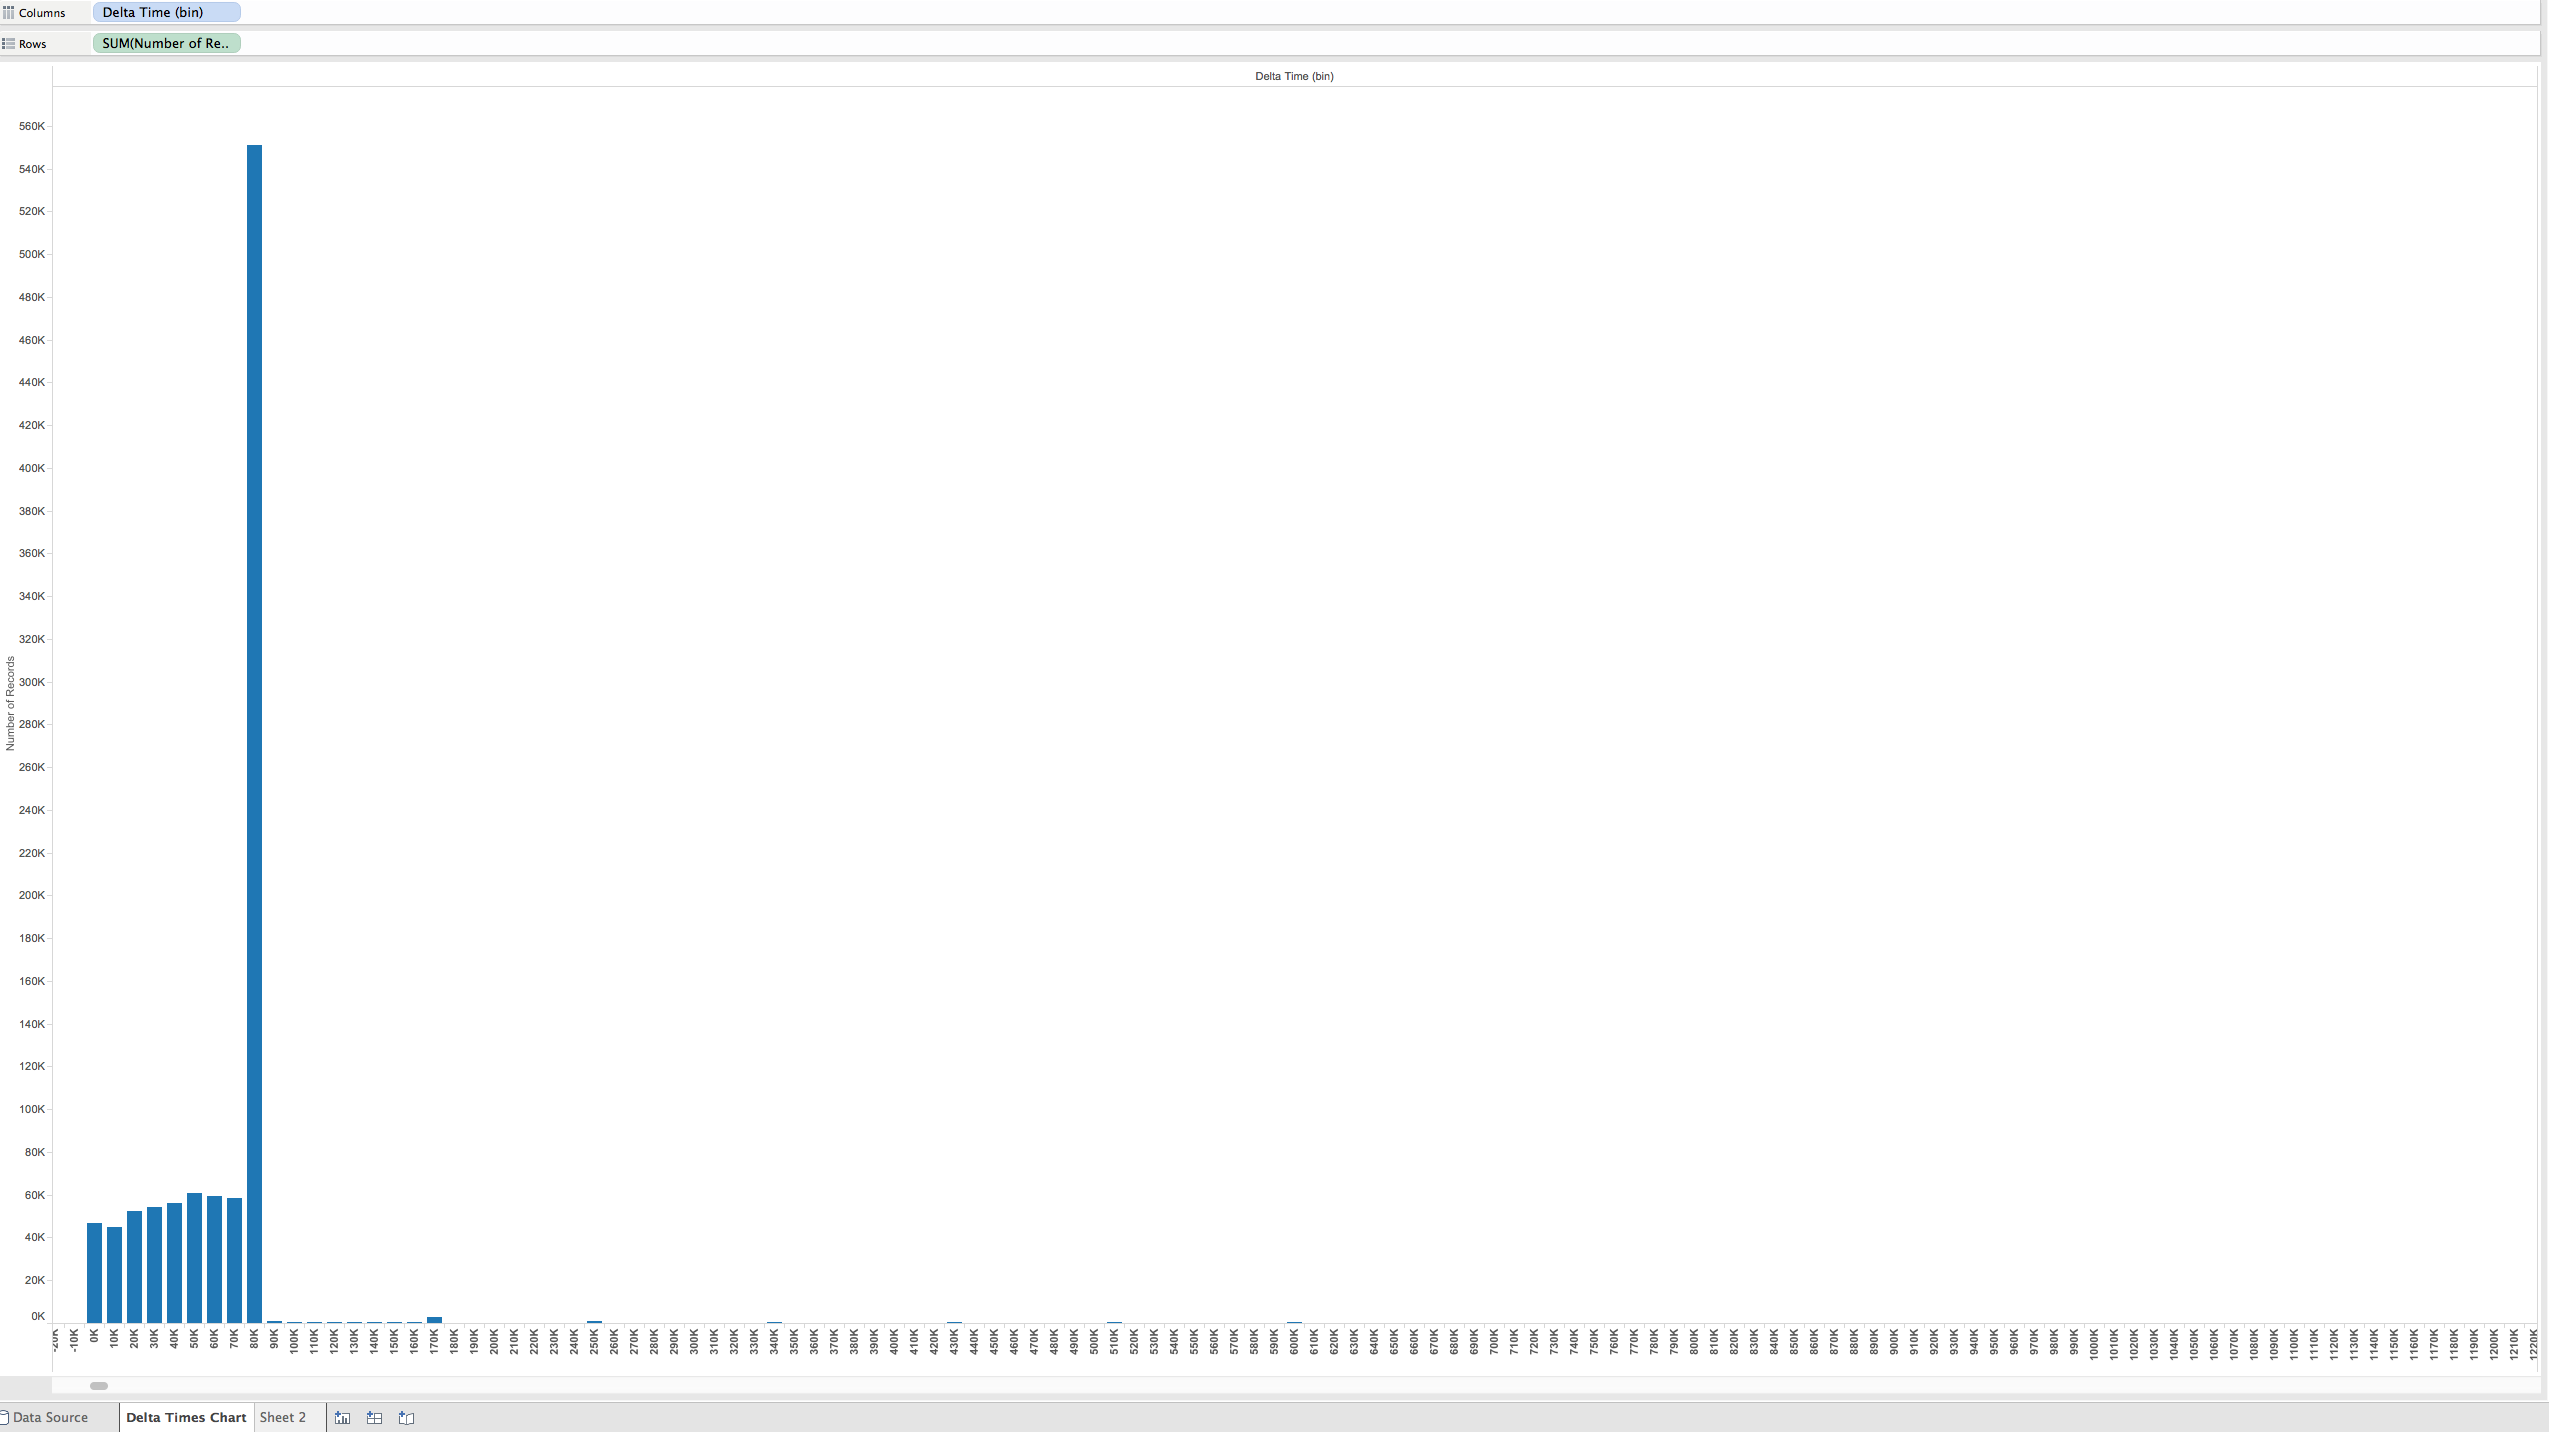 Columns Delta Time (bin)
Rows SUM(Number of Re..
Delta Time (bin)
560K
540K
520K
500K
480K
460K
440K
420K
400K
380K
360K
340K
320K
300K
280K
260K
240K
220K
200K
180K
160K
140K
120K
100K
80K
60K
40K
20K
0K
Number of Records
-20K -10K 0K 10K 20K 30K 40K 50K 60K 70K 80K 90K 100K 110K 120K 130K 140K 150K 160K 170K 180K 190K 200K 210K 220K 230K 240K 250K 260K 270K 280K 290K 300K 310K 320K 330K 340K 350K 360K 370K 380K 390K 400K 410K 420K 430K 440K 450K 460K 470K 480K 490K 500K 510K 520K 530K 540K 550K 560K 570K 580K 590K 600K 610K 620K 630K 640K 650K 660K 670K 680K 690K 700K 710K 720K 730K 740K 750K 760K 770K 780K 790K 800K 810K 820K 830K 840K 850K 860K 870K 880K 890K 900K 910K 920K 930K 940K 950K 960K 970K 980K 990K 1000K 1010K 1020K 1030K 1040K 1050K 1060K 1070K 1080K 1090K 1100K 1110K 1120K 1130K 1140K 1150K 1160K 1170K 1180K 1190K 1200K 1210K 1220K
Data Source Delta Times Chart Sheet 2